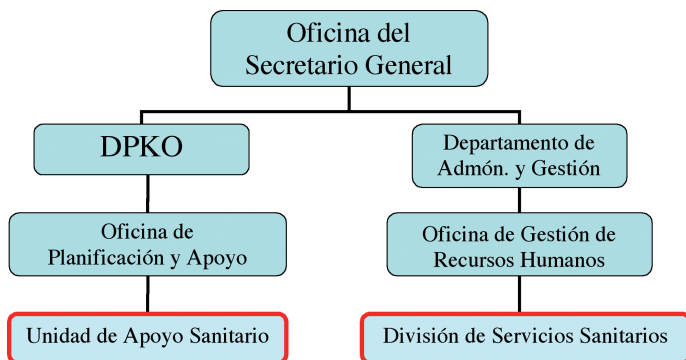 Oficina del
Secretario General
DPKO
Departamento de
Admón. y Gestión
Oficina de
Planificación y Apoyo
Oficina de Gestión de
Recursos Humanos
Unidad de Apoyo Sanitario
División de Servicios Sanitarios